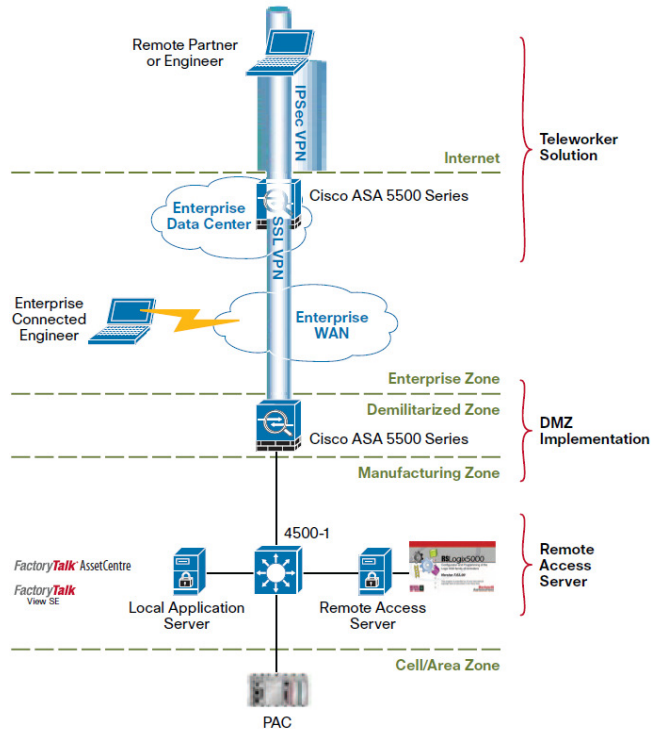 Remote Partner
or Engineer
IPSec VPN
Internet
Teleworker
Solution
Enterprise
Data Center
Cisco ASA 5500 Series
SSL VPN
Enterprise
Connected
Engineer
Enterprise
WAN
Enterprise Zone
Demilitarized Zone
Cisco ASA 5500 Series
DMZ
Implementation
Manufacturing Zone
4500-1
FactoryTalk AssetCentre
FactoryTalk
View SE
Local Application
Server
Remote Access
Server
RSLogix5000
Remote
Access
Server
Cell/Area Zone
PAC